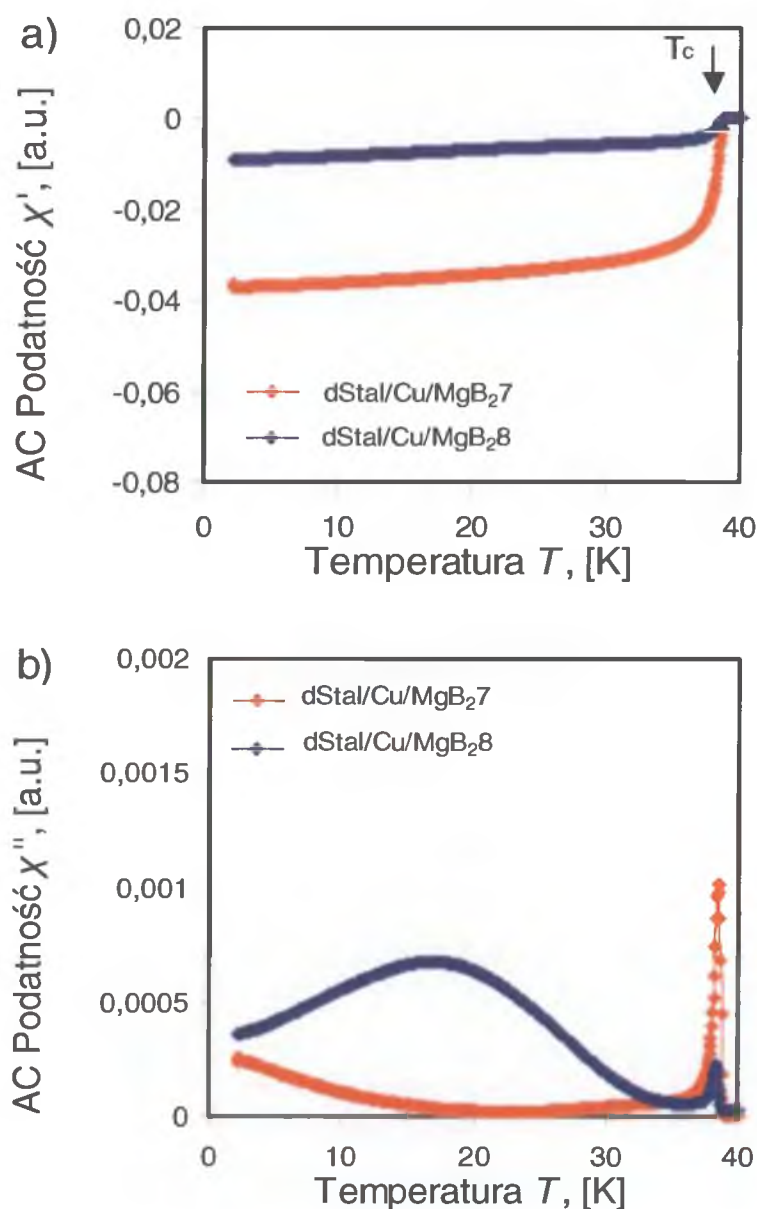 a)
0,02
0
-0,02
-0,04
-0,06
-0,08
AC Podatność χ', [a.u.]
Tc
dStal/Cu/MgB₂7
dStal/Cu/MgB₂8
0 10 20 30 40
Temperatura T, [K]
b)
0,002
0,0015
0,001
0,0005
0
AC Podatność χ", [a.u.]
dStal/Cu/MgB₂7
dStal/Cu/MgB₂8
0 10 20 30 40
Temperatura T, [K]